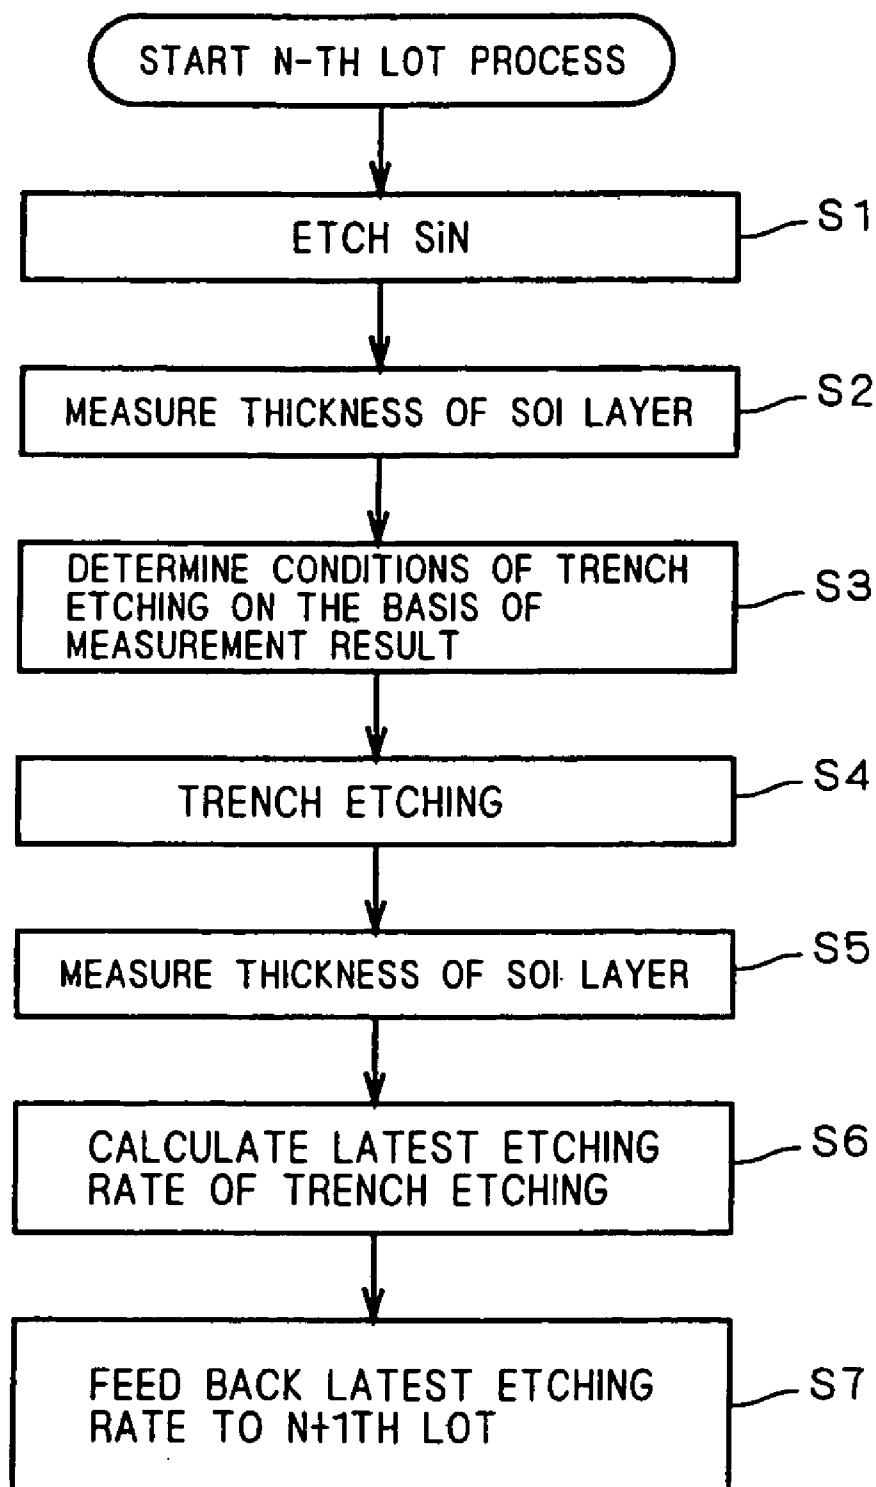 START N-TH LOT PROCESS
ETCH SiN
S1
MEASURE THICKNESS OF SOI LAYER
S2
DETERMINE CONDITIONS OF TRENCH
ETCHING ON THE BASIS OF
MEASUREMENT RESULT
S3
TRENCH ETCHING
S4
MEASURE THICKNESS OF SOI LAYER
S5
CALCULATE LATEST ETCHING
RATE OF TRENCH ETCHING
S6
FEED BACK LATEST ETCHING
RATE TO N+1TH LOT
S7